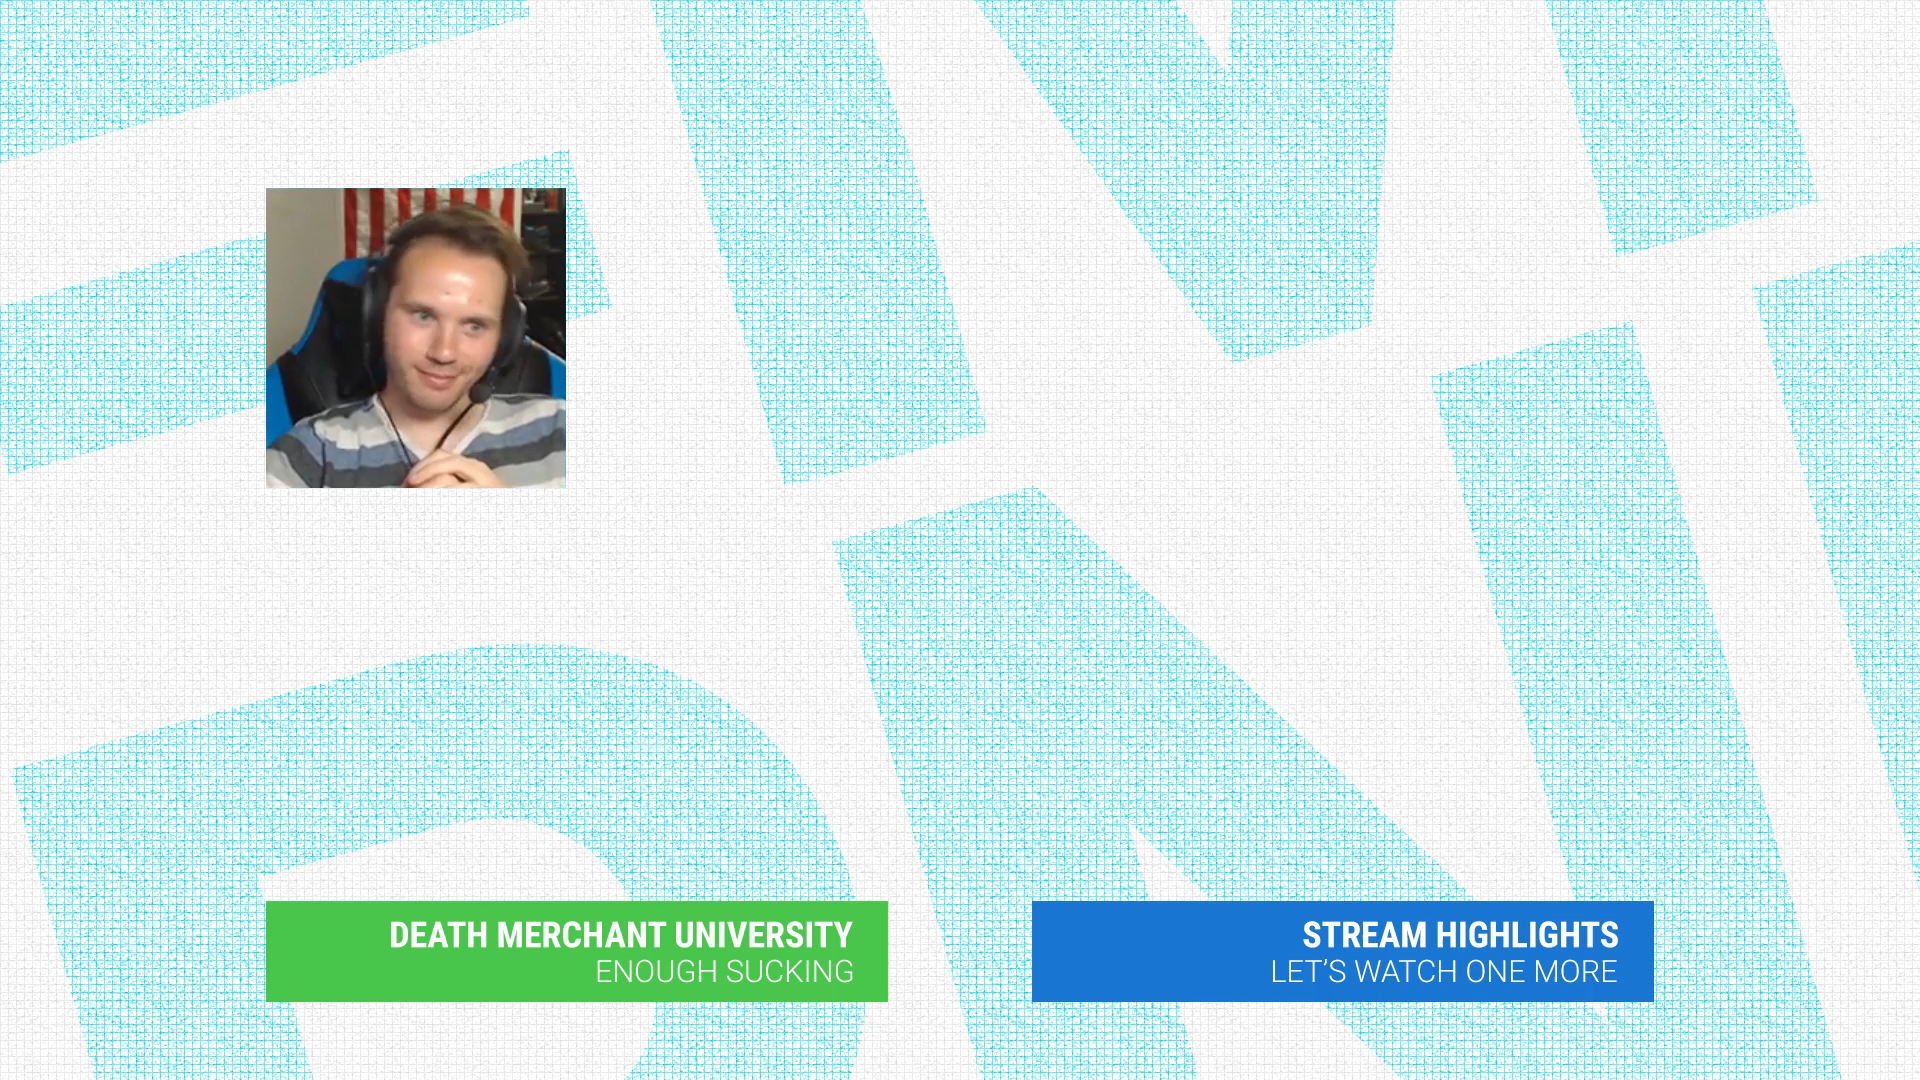 DEATH MERCHANT UNIVERSITY
ENOUGH SUCKING
STREAM HIGHLIGHTS
LET'S WATCH ONE MORE